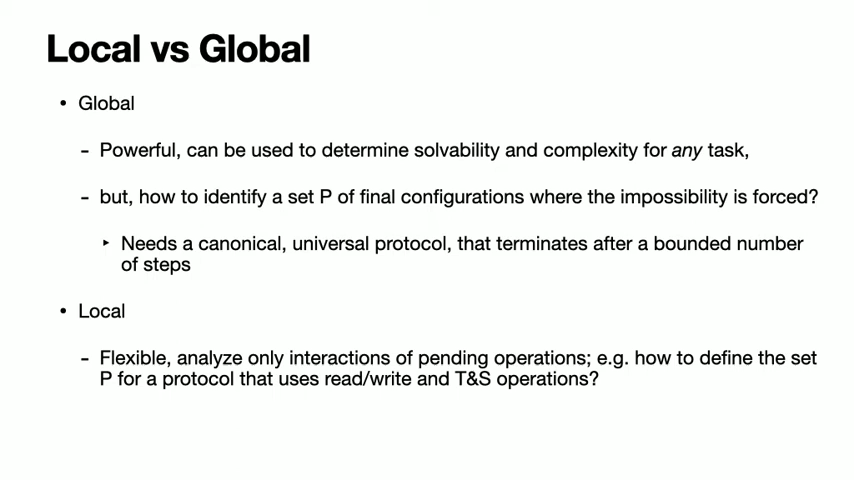 Local vs Global
• Global
- Powerful, can be used to determine solvability and complexity for any task,
- but, how to identify a set P of final configurations where the impossibility is forced?
‣ Needs a canonical, universal protocol, that terminates after a bounded number
of steps
• Local
- Flexible, analyze only interactions of pending operations; e.g. how to define the set
P for a protocol that uses read/write and T&S operations?